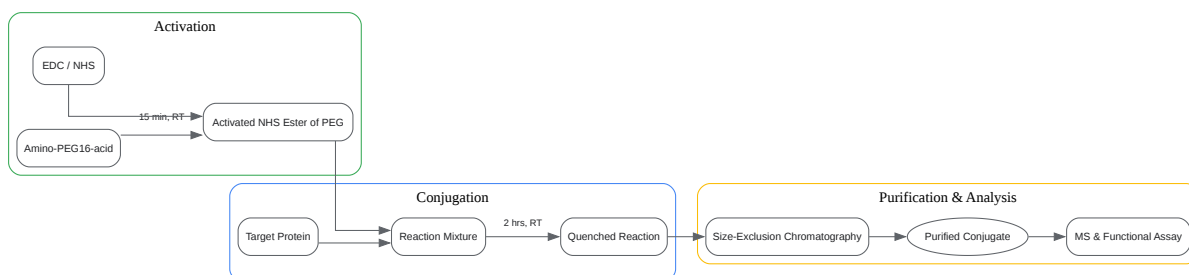 Activation
EDC / NHS
15 min, RT
Activated NHS Ester of PEG
Amino-PEG16-acid
Conjugation
Purification & Analysis
Target Protein
Reaction Mixture
2 hrs, RT
Quenched Reaction
Size-Exclusion Chromatography
Purified Conjugate
MS & Functional Assay